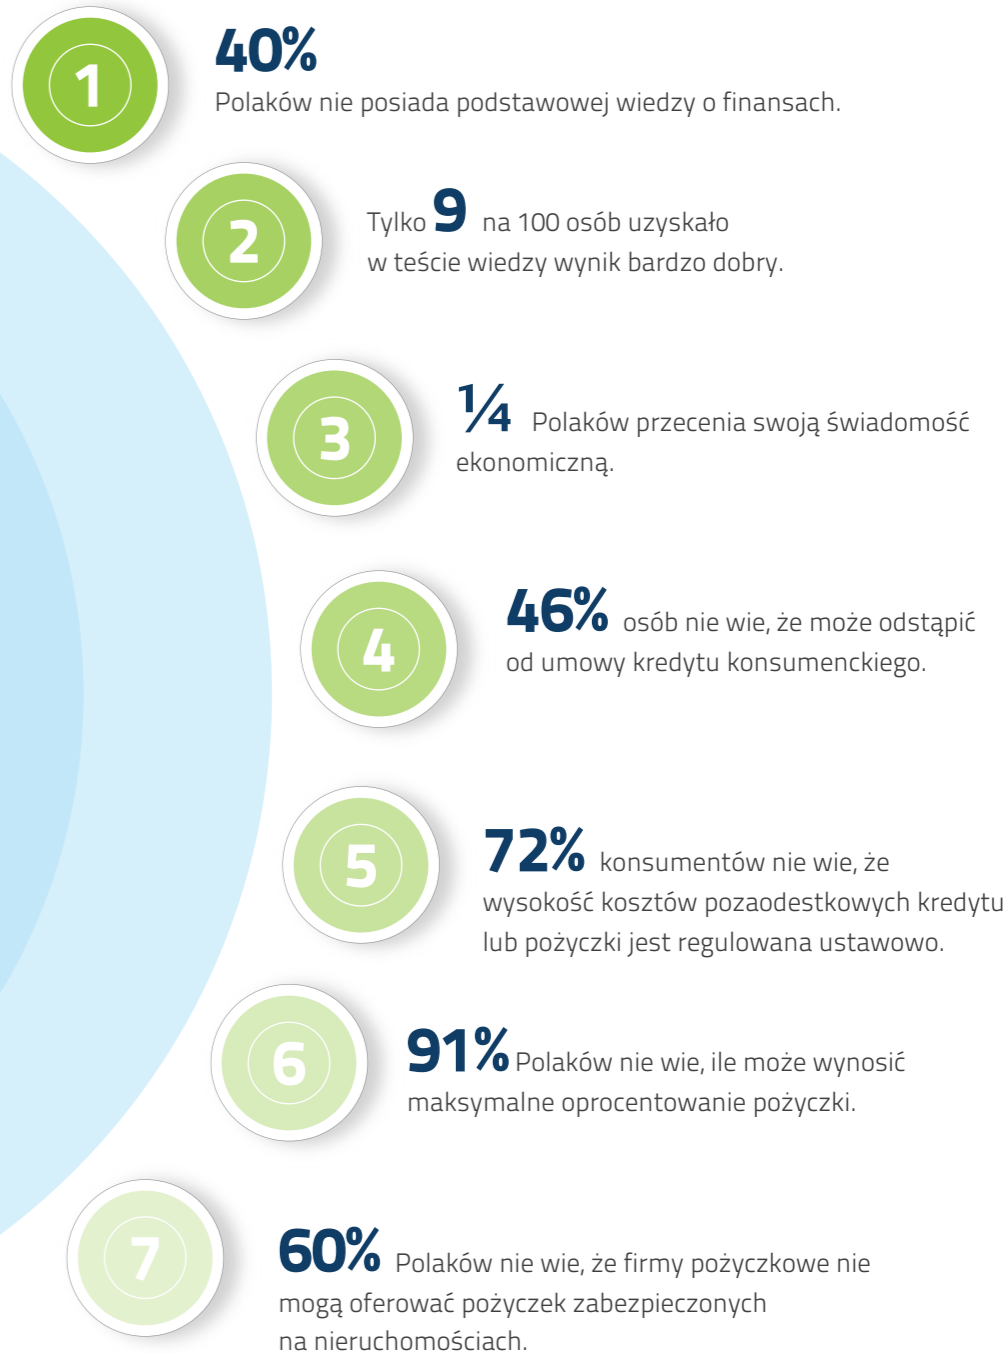 1
40%
Polaków nie posiada podstawowej wiedzy o finansach.
2
Tylko 9 na 100 osób uzyskało
w teście wiedzy wynik bardzo dobry.
3
¼ Polaków przecenia swoją świadomość
ekonomiczną.
4
46% osób nie wie, że może odstąpić
od umowy kredytu konsumenckiego.
5
72% konsumentów nie wie, że
wysokość kosztów pozaodestkowych kredytu
lub pożyczki jest regulowana ustawowo.
6
91% Polaków nie wie, ile może wynosić
maksymalne oprocentowanie pożyczki.
7
60% Polaków nie wie, że firmy pożyczkowe nie
mogą oferować pożyczek zabezpieczonych
na nieruchomościach.